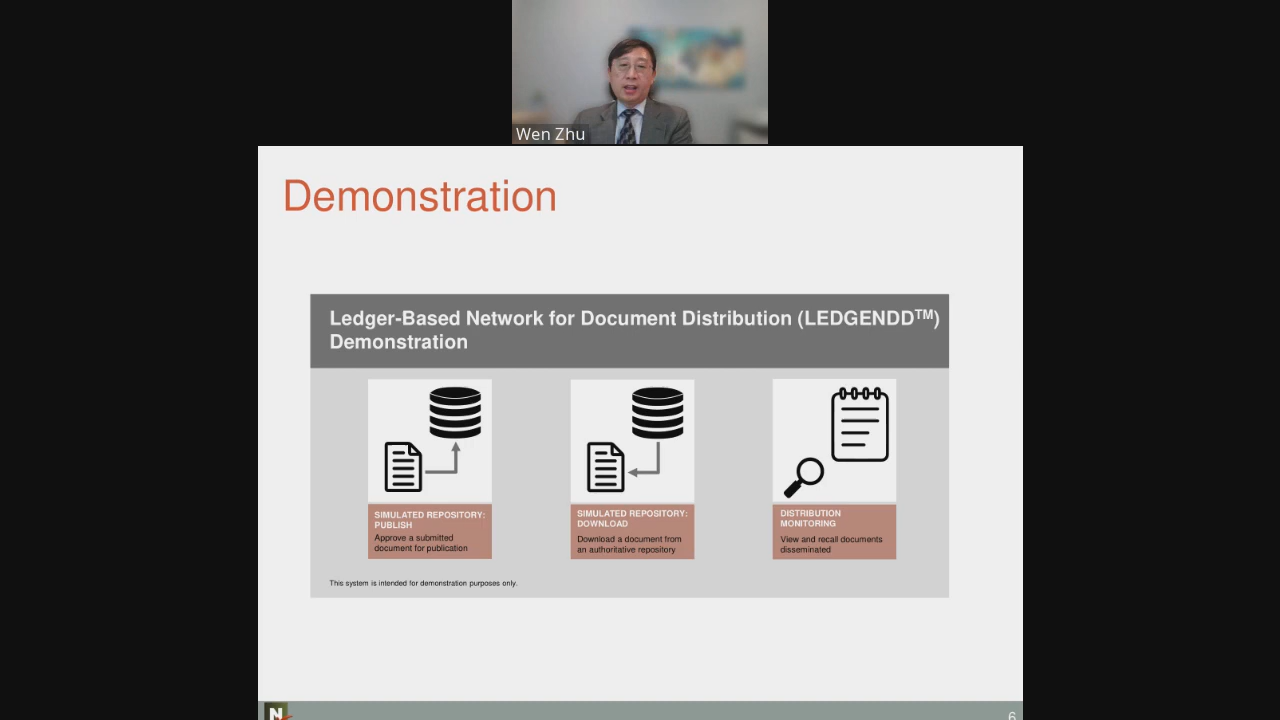 Wen Zhu
Demonstration
Ledger-Based Network for Document Distribution (LEDGENDD™)
Demonstration
SIMULATED REPOSITORY:
PUBLISH
Approve a submitted
document for publication
SIMULATED REPOSITORY:
DOWNLOAD
Download a document from
an authoritative repository
DISTRIBUTION
MONITORING
View and recall documents
disseminated
This system is intended for demonstration purposes only.
N
6